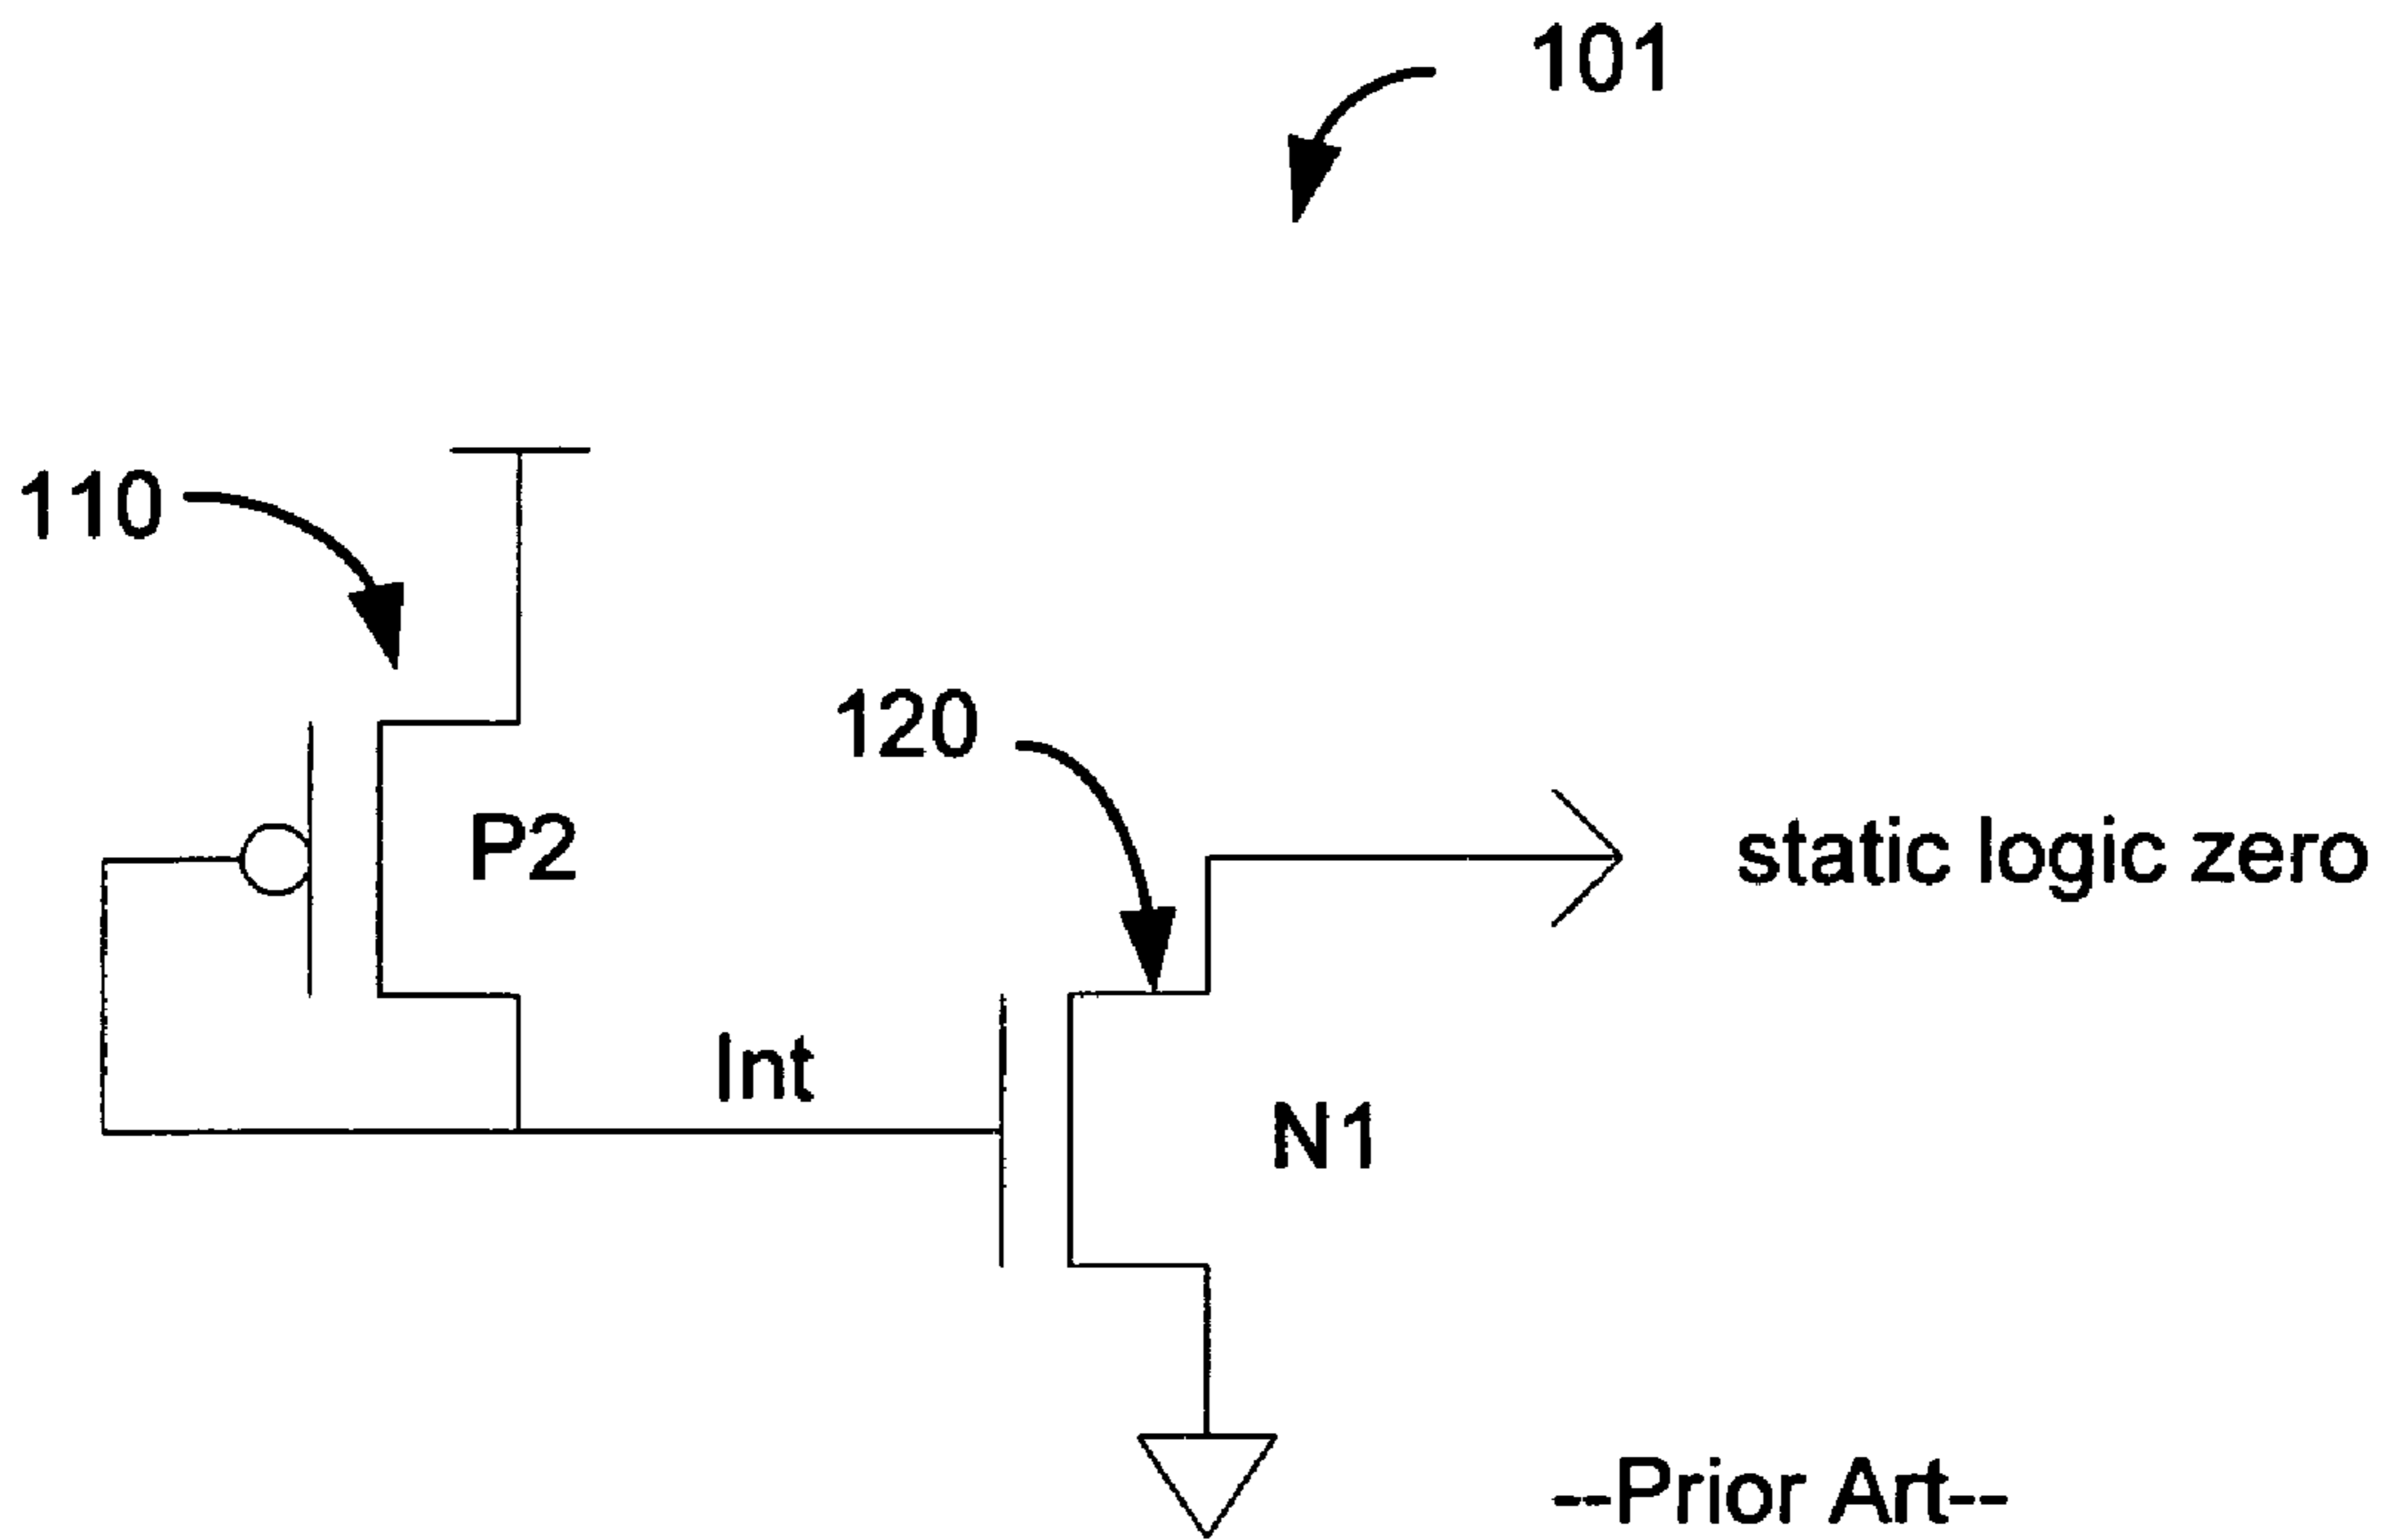 101
110
120
P2
static logic zero
Int
N1
--Prior Art--